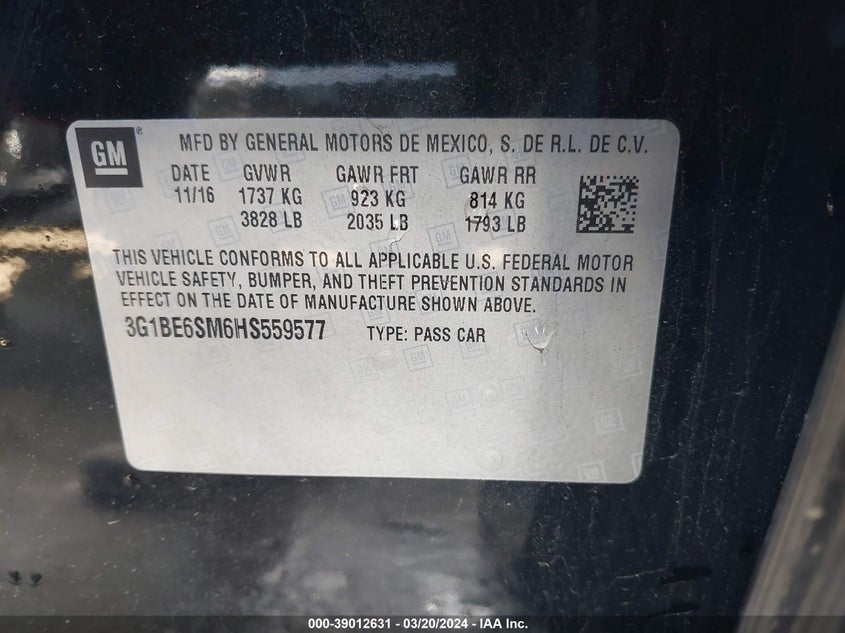 GM ® MFD BY GENERAL MOTORS DE MEXICO, S. DE R.L. DE C.V.
DATE GVWR GAWR FRT GAWR RR
11/16 1737 KG 923 KG 814 KG
3828 LB 2035 LB 1793 LB
THIS VEHICLE CONFORMS TO ALL APPLICABLE U.S. FEDERAL MOTOR
VEHICLE SAFETY, BUMPER, AND THEFT PREVENTION STANDARDS IN
EFFECT ON THE DATE OF MANUFACTURE SHOWN ABOVE.
3G1BE6SM6HS559577 TYPE: PASS CAR
000-39012631 - 03/20/2024 - IAA Inc.